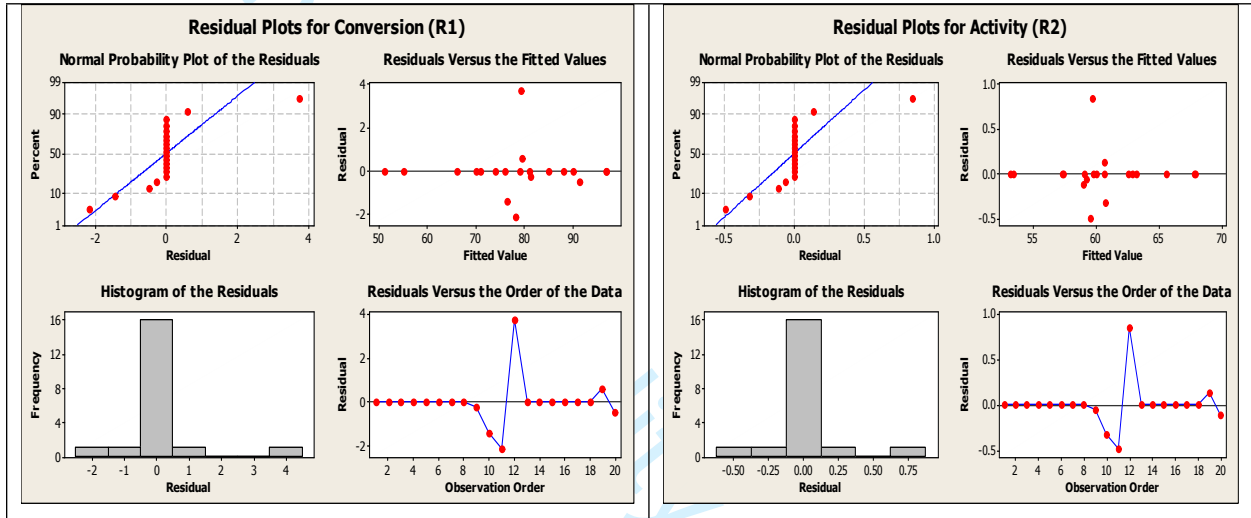 Residual Plots for Conversion (R1)
Normal Probability Plot of the Residuals
99
90
50
10
1
Percent
-2 0 2 4
Residual
Residuals Versus the Fitted Values
4
2
0
-2
Residual
50 60 70 80 90
Fitted Value
Histogram of the Residuals
16
12
8
4
0
Frequency
-2 -1 0 1 2 3 4
Residual
Residuals Versus the Order of the Data
4
2
0
-2
Residual
2 4 6 8 10 12 14 16 18 20
Observation Order
Residual Plots for Activity (R2)
Normal Probability Plot of the Residuals
99
90
50
10
1
Percent
-0.5 0.0 0.5 1.0
Residual
Residuals Versus the Fitted Values
1.0
0.5
0.0
-0.5
Residual
55 60 65 70
Fitted Value
Histogram of the Residuals
16
12
8
4
0
Frequency
-0.50 -0.25 0.00 0.25 0.50 0.75
Residual
Residuals Versus the Order of the Data
1.0
0.5
0.0
-0.5
Residual
2 4 6 8 10 12 14 16 18 20
Observation Order